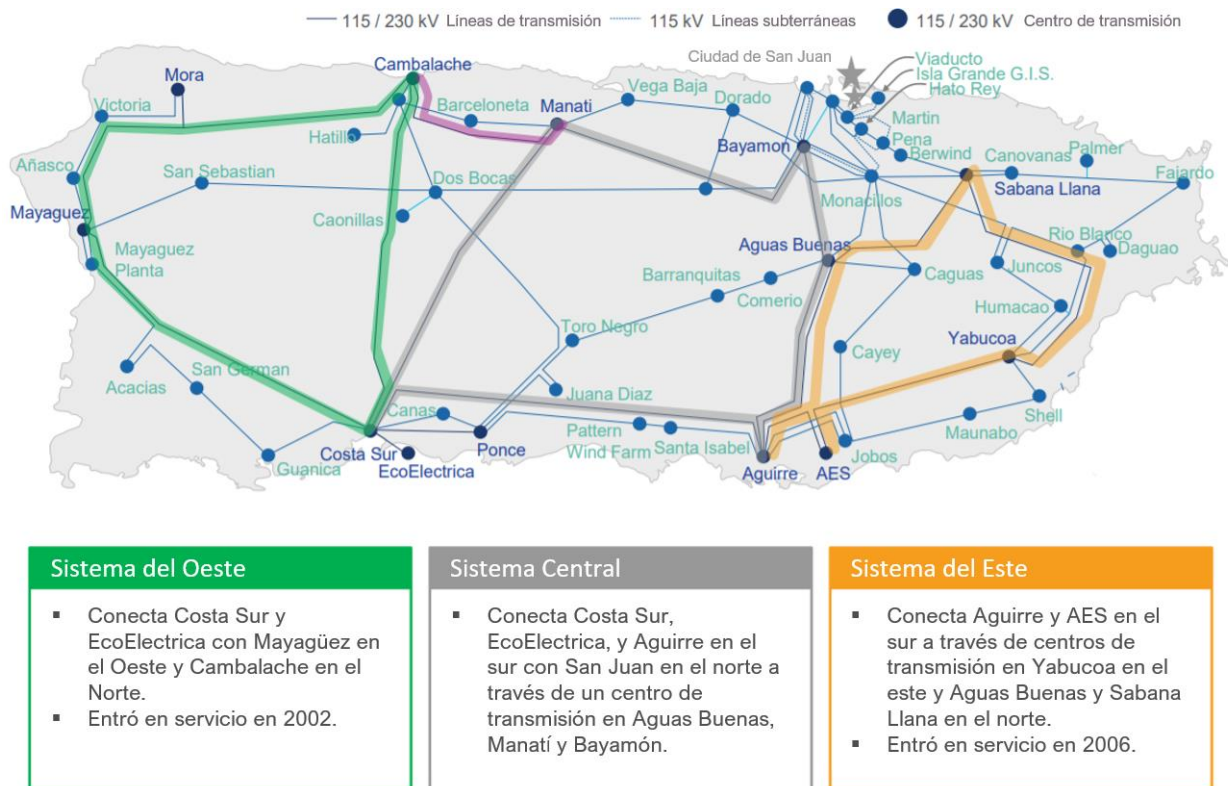 115 / 230 kV Líneas de transmisión
115 kV Líneas subterráneas
115 / 230 kV Centro de transmisión
Ciudad de San Juan
Viaducto
Isla Grande G.I.S.
Hato Rey
Cambalache
Mora
Victoria
Barceloneta
Manati
Vega Baja
Dorado
Martin
Hatillo
Pena
Bayamon
Berwind
Canovanas
Palmer
Añasco
San Sebastian
Dos Bocas
Sabana Llana
Fajardo
Monacillos
Mayaguez
Caonillas
Mayaguez
Planta
Aguas Buenas
Rio Blanco
Daguao
Juncos
Barranquitas
Caguas
Comerio
Humacao
Toro Negro
Yabucoa
Cayey
Acacias
San German
Juana Diaz
Canas
Shell
Maunabo
Pattern
Wind Farm
Santa Isabel
Ponce
Costa Sur
EcoElectrica
Guanica
Aguirre
AES
Jobos
Sistema del Oeste
▪ Conecta Costa Sur y
EcoElectrica con Mayagüez en
el Oeste y Cambalache en el
Norte.
▪ Entró en servicio en 2002.
Sistema Central
▪ Conecta Costa Sur,
EcoElectrica, y Aguirre en el
sur con San Juan en el norte a
través de un centro de
transmisión en Aguas Buenas,
Manatí y Bayamón.
Sistema del Este
▪ Conecta Aguirre y AES en el
sur a través de centros de
transmisión en Yabucoa en el
este y Aguas Buenas y Sabana
Llana en el norte.
▪ Entró en servicio en 2006.